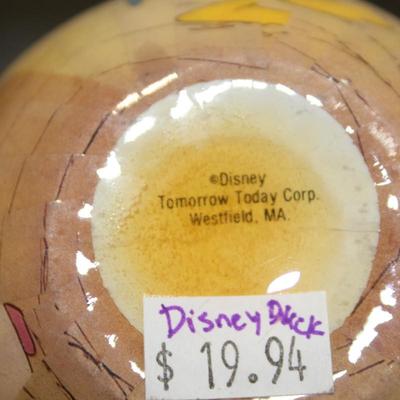 ©Disney
Tomorrow Today Corp.
Westfield, MA.
Disney Duck
$ 19.94